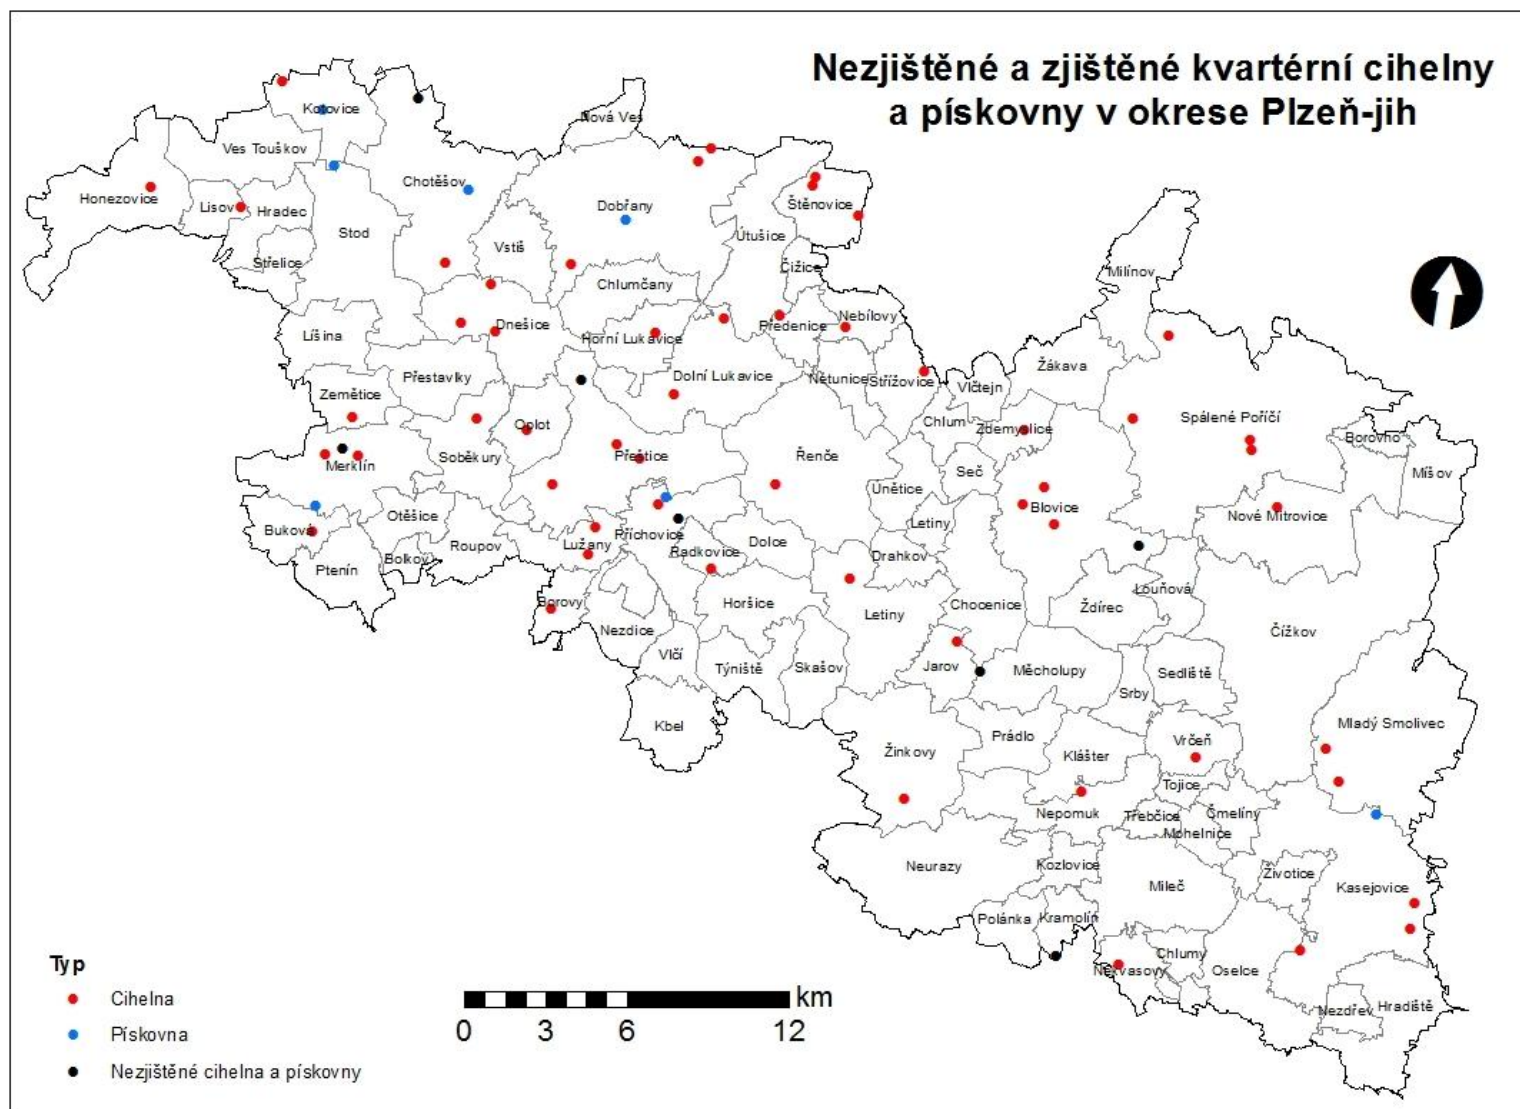 Nezjištěné a zjištěné kvartérní cihelny
a pískovny v okrese Plzeň-jih
Kotovice
Nová Ves
Ves Touškov
Chotěšov
Honezovice
Lisov
Hradec
Dobřany
Štěnovice
Stod
Vstiš
Útušice
Střelice
Čižice
Milínov
Chlumčany
Líšina
Dnešice
Horní Lukavice
Předenice
Nebílovy
Přestavlky
Dolní Lukavice
Nětunice
Střížovice
Vlčtejn
Žákava
Zemětice
Oplot
Chlum
Zdemyslice
Spálené Poříčí
Borovno
Merklín
Soběkury
Přeštice
Řenče
Seč
Míšov
Únětice
Buková
Otěšice
Letiny
Blovice
Nové Mitrovice
Příchovice
Roupov
Lužany
Radkovice
Dolce
Drahkov
Ptenín
Bolkov
Louňová
Borovy
Horšice
Letiny
Chocenice
Ždírec
Nezdice
Čížkov
Vlčí
Týniště
Skašov
Jarov
Měcholupy
Sedliště
Srby
Kbel
Mladý Smolivec
Žinkovy
Prádlo
Klášter
Vrčeň
Tojice
Nepomuk
Třebčice
Čmelíny
Mohelnice
Neurazy
Kozlovice
Mileč
Životice
Kasejovice
Polánka
Kramolín
Chlumy
Nekvasovy
Oselce
Nezdřev
Hradiště
Typ
Cihelna
Pískovna
Nezjištěné cihelna a pískovny
km
0 3 6 12